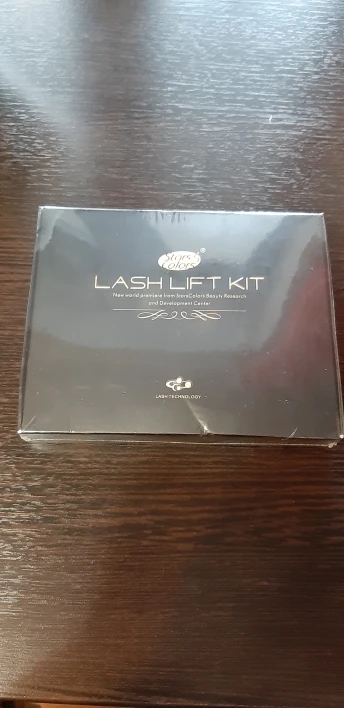 Stars Colors ®
LASH LIFT KIT
New world premiere from StarsColors Beauty Research
and Development Center
LASH TECHNOLOGY